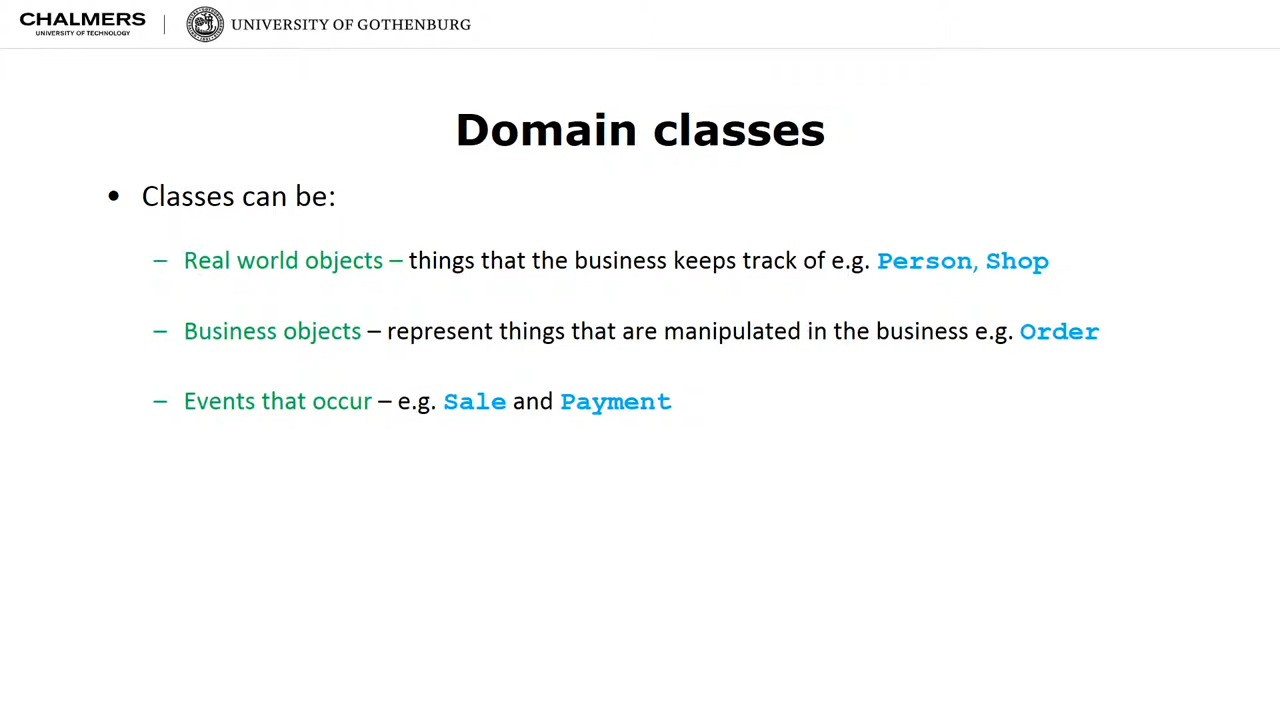 CHALMERS
UNIVERSITY OF TECHNOLOGY
UNIVERSITY OF GOTHENBURG
Domain classes
• Classes can be:
– Real world objects – things that the business keeps track of e.g. Person, Shop
– Business objects – represent things that are manipulated in the business e.g. Order
– Events that occur – e.g. Sale and Payment